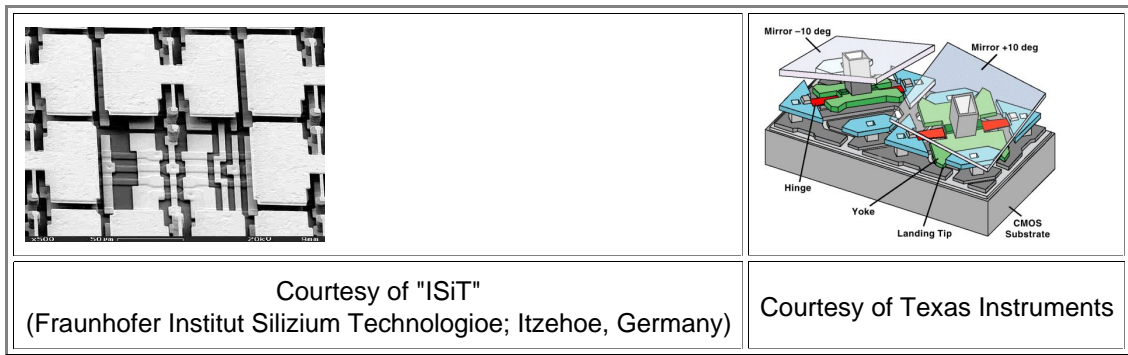 x500 50μm 20kV 9mm
Mirror –10 deg
Mirror +10 deg
Hinge
Yoke
Landing Tip
CMOS
Substrate
Courtesy of "ISiT"
(Fraunhofer Institut Silizium Technologioe; Itzehoe, Germany)
Courtesy of Texas Instruments